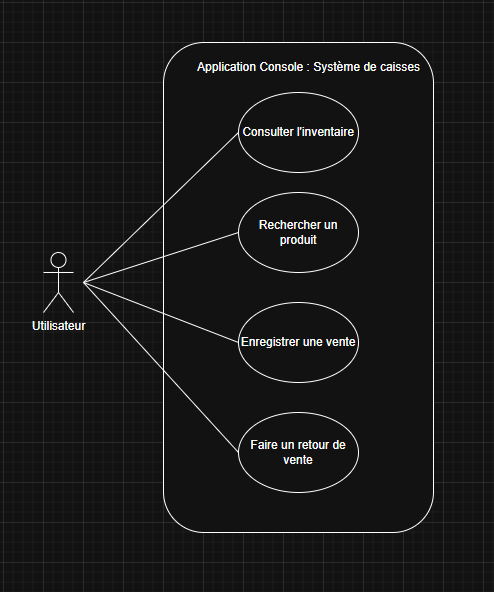 Application Console : Système de caisses
Consulter l'inventaire
Rechercher un
produit
Utilisateur
Enregistrer une vente
Faire un retour de
vente